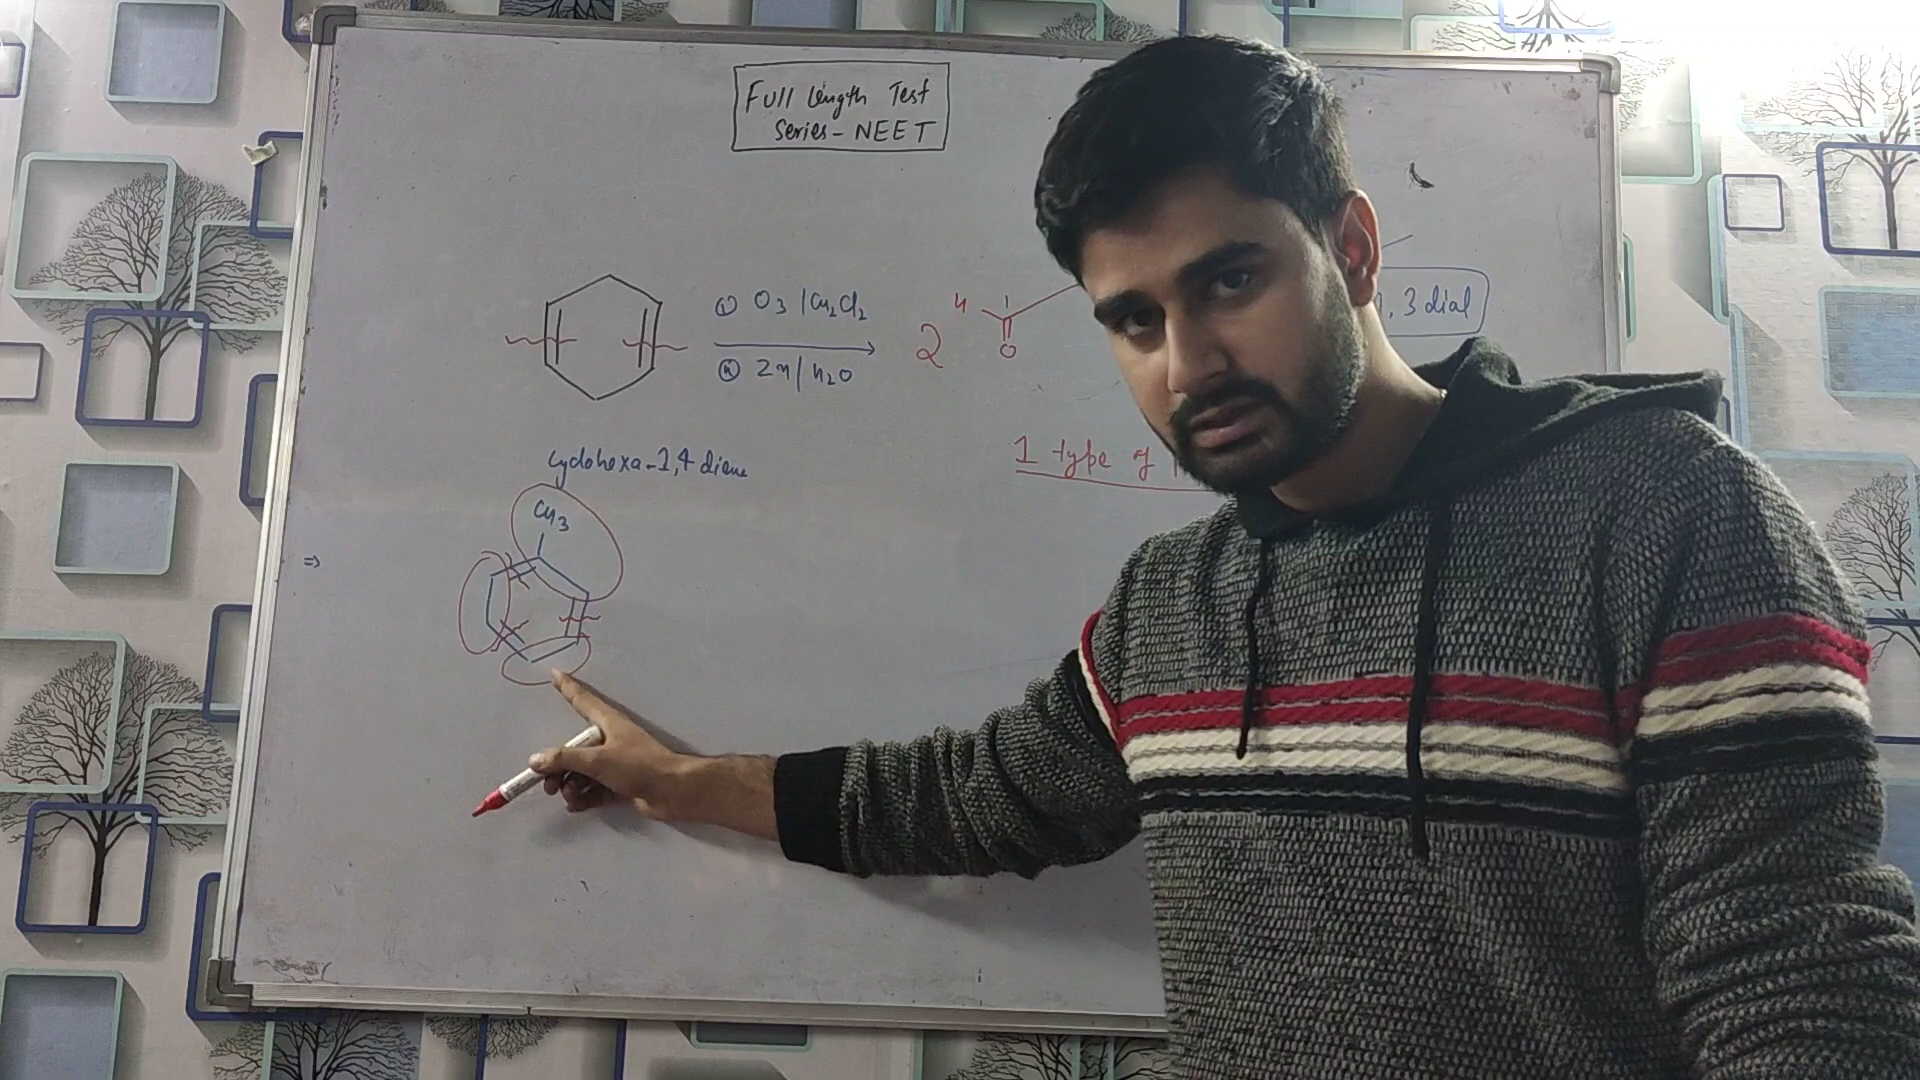 Full length Test
Series - NEET
① O3 / CH2Cl2
② Zn/H2O
2 H O
, 3 dial
cyclohexa-1,4 diene
1 type of
CH3
⇒